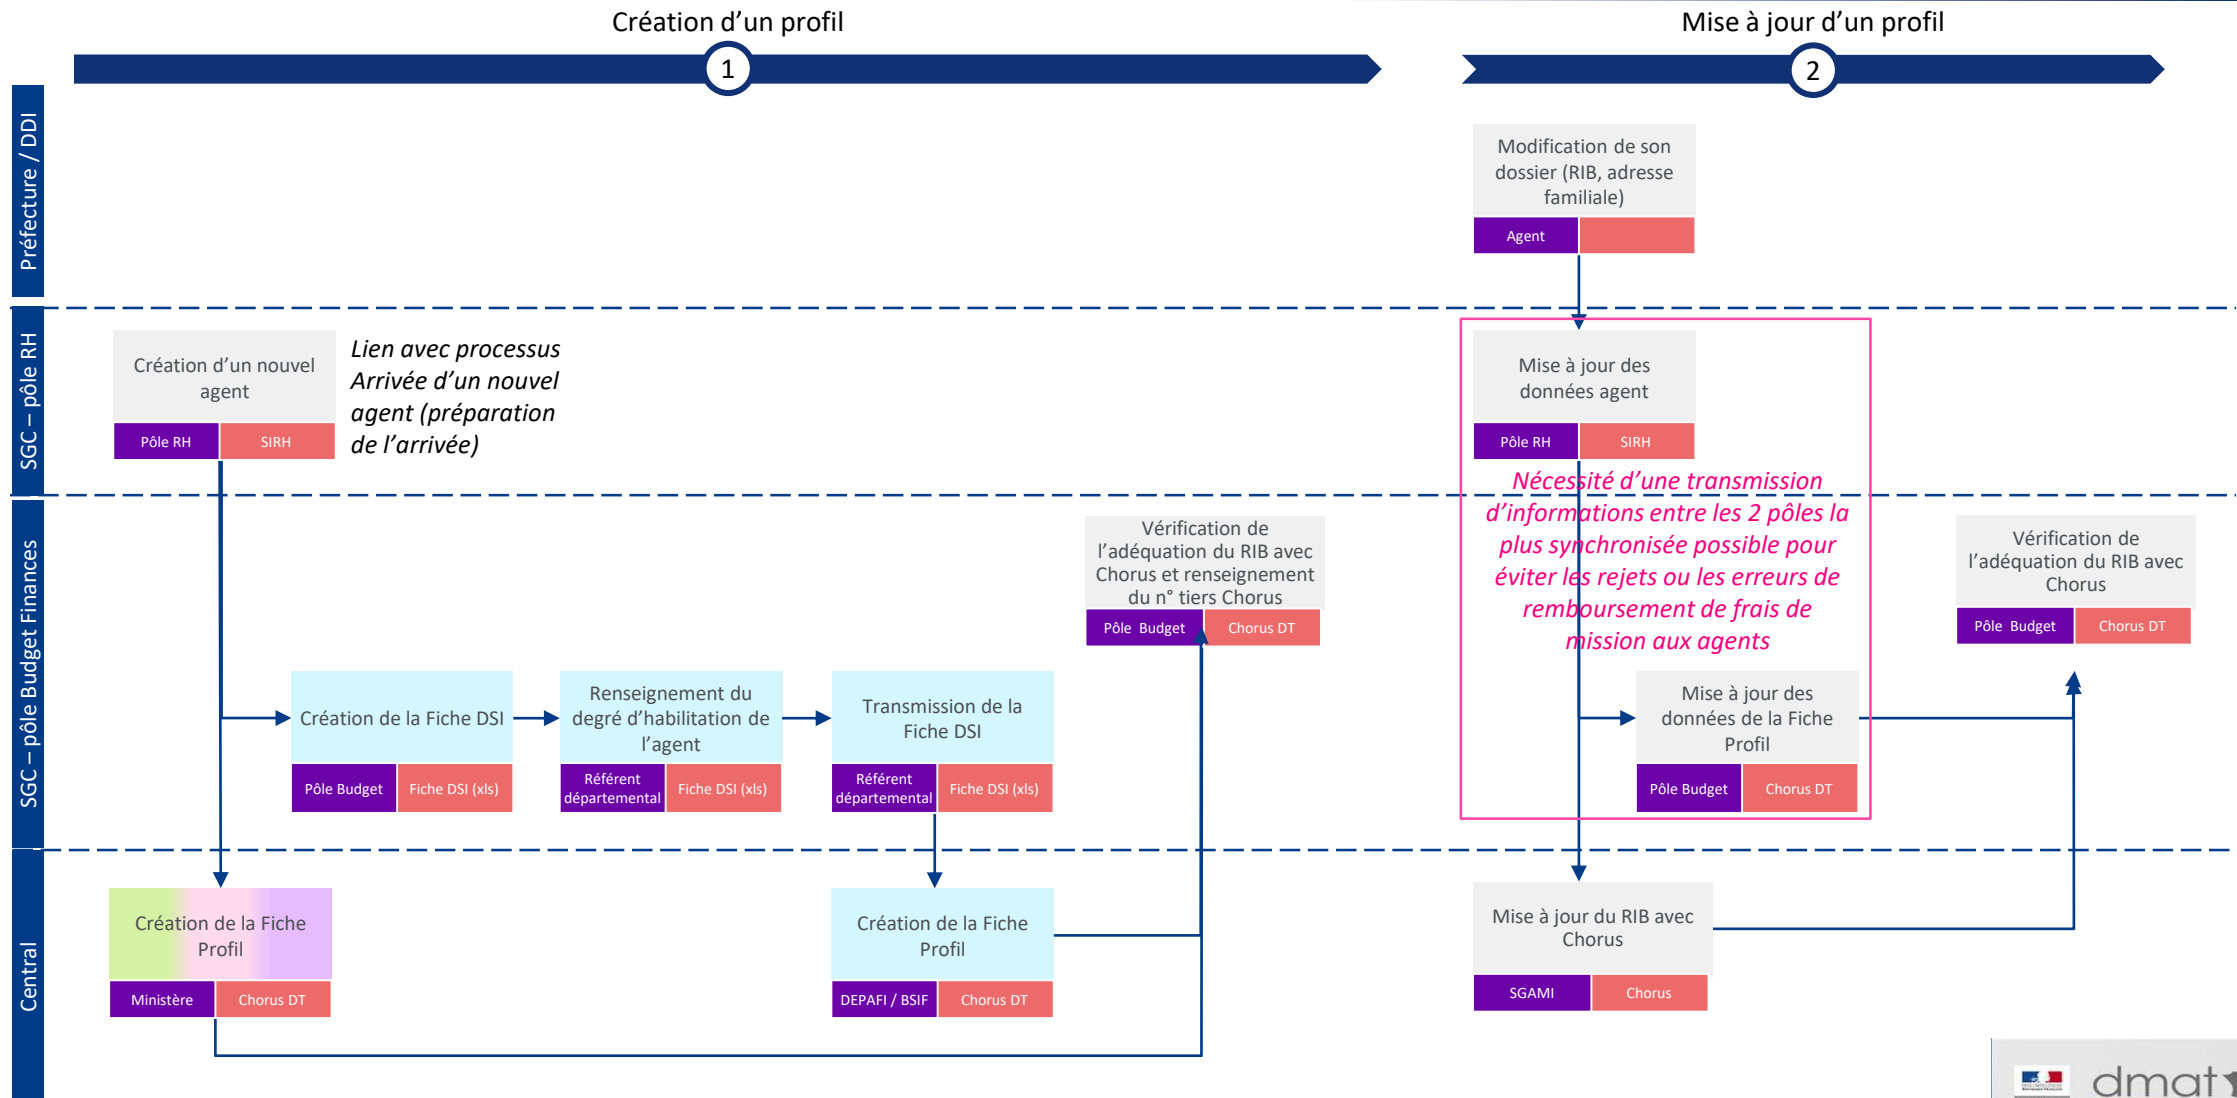 Création d’un profil
Mise à jour d’un profil
1
2
Préfecture / DDI
Modification de son
dossier (RIB, adresse
familiale)
Agent
SGC – pôle RH
Création d’un nouvel
agent
Pôle RH
SIRH
Lien avec processus
Arrivée d’un nouvel
agent (préparation
de l’arrivée)
Mise à jour des
données agent
Pôle RH
SIRH
Nécessité d’une transmission
d’informations entre les 2 pôles la
plus synchronisée possible pour
éviter les rejets ou les erreurs de
remboursement de frais de
mission aux agents
SGC – pôle Budget Finances
Vérification de
l’adéquation du RIB avec
Chorus et renseignement
du n° tiers Chorus
Pôle Budget
Chorus DT
Vérification de
l’adéquation du RIB avec
Chorus
Pôle Budget
Chorus DT
Création de la Fiche DSI
Pôle Budget
Fiche DSI (xls)
Renseignement du
degré d’habilitation de
l’agent
Référent
départemental
Fiche DSI (xls)
Transmission de la
Fiche DSI
Référent
départemental
Fiche DSI (xls)
Mise à jour des
données de la Fiche
Profil
Pôle Budget
Chorus DT
Central
Création de la Fiche
Profil
Ministère
Chorus DT
Création de la Fiche
Profil
DEPAFI / BSIF
Chorus DT
Mise à jour du RIB avec
Chorus
SGAMI
Chorus
dmat